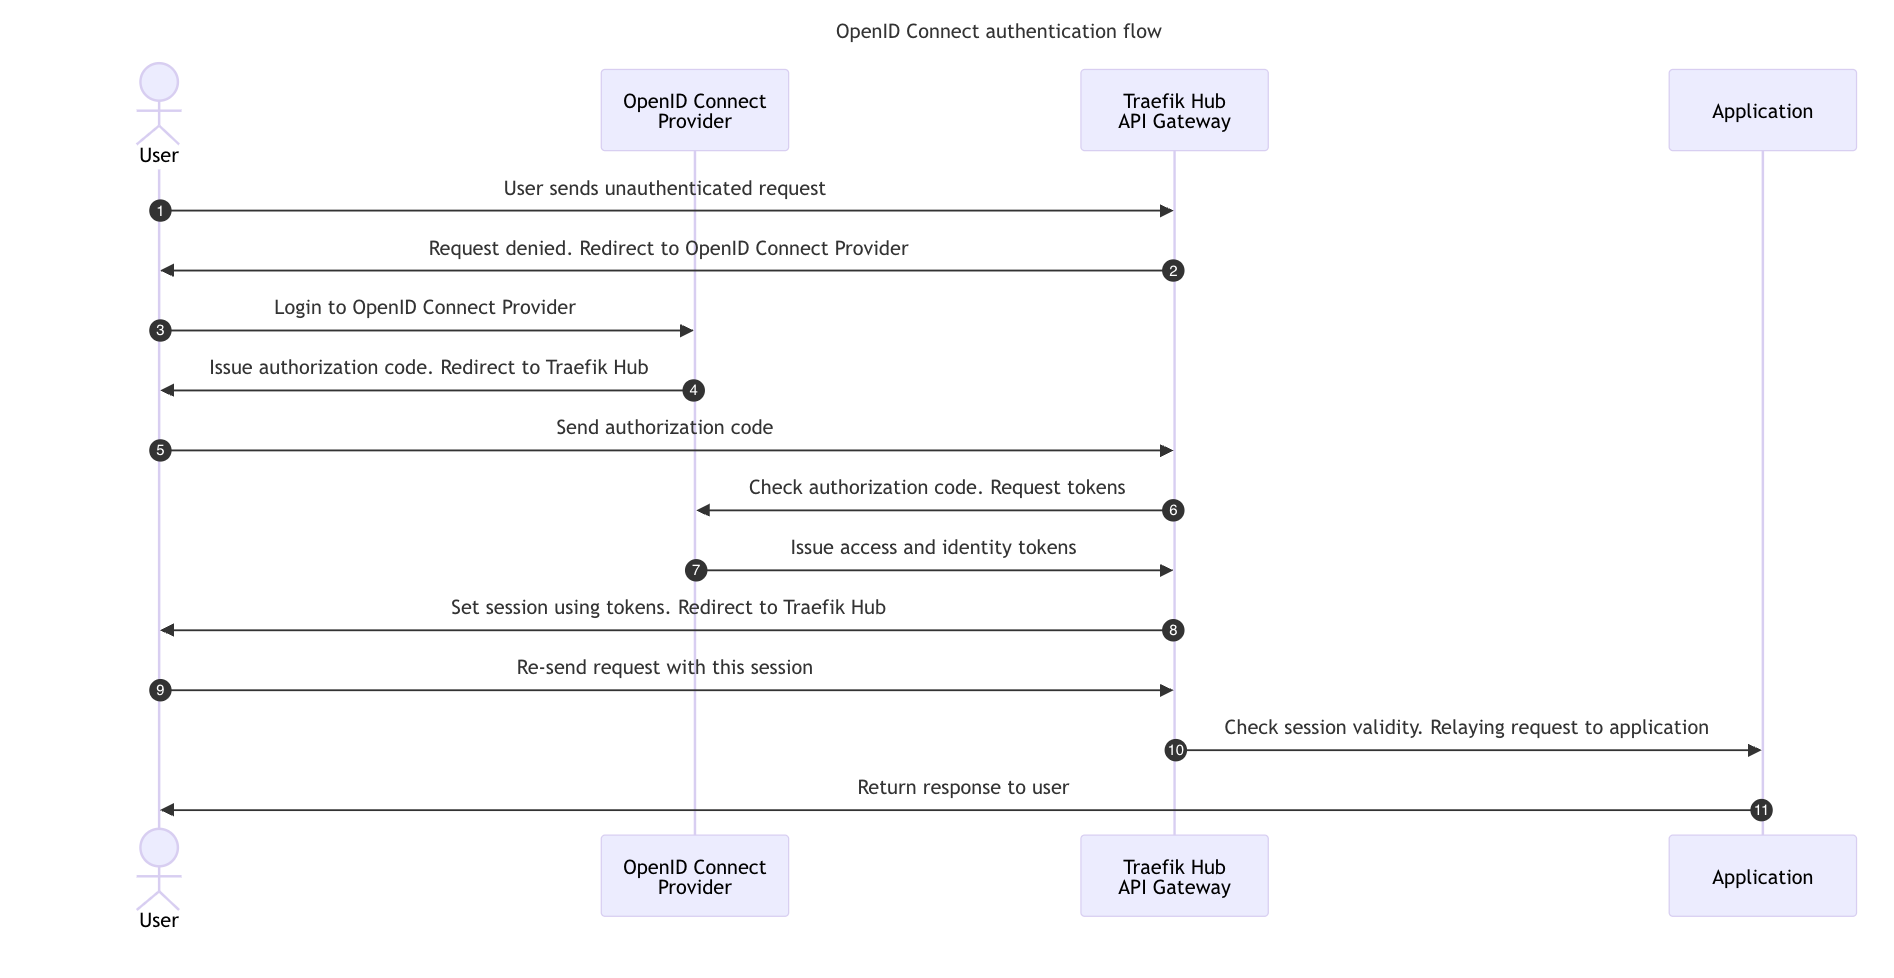 OpenID Connect authentication flow
User
OpenID Connect
Provider
Traefik Hub
API Gateway
Application
User sends unauthenticated request
1
Request denied. Redirect to OpenID Connect Provider
2
Login to OpenID Connect Provider
3
Issue authorization code. Redirect to Traefik Hub
4
Send authorization code
5
Check authorization code. Request tokens
6
Issue access and identity tokens
7
Set session using tokens. Redirect to Traefik Hub
8
Re-send request with this session
9
Check session validity. Relaying request to application
10
Return response to user
11
User
OpenID Connect
Provider
Traefik Hub
API Gateway
Application